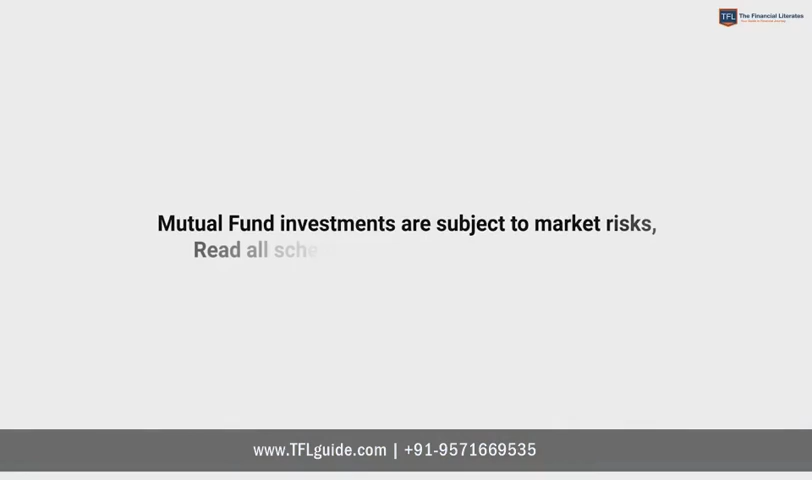 TFL The Financial Literates
Mutual Fund investments are subject to market risks,
Read all sche
www.TFLguide.com | +91-9571669535